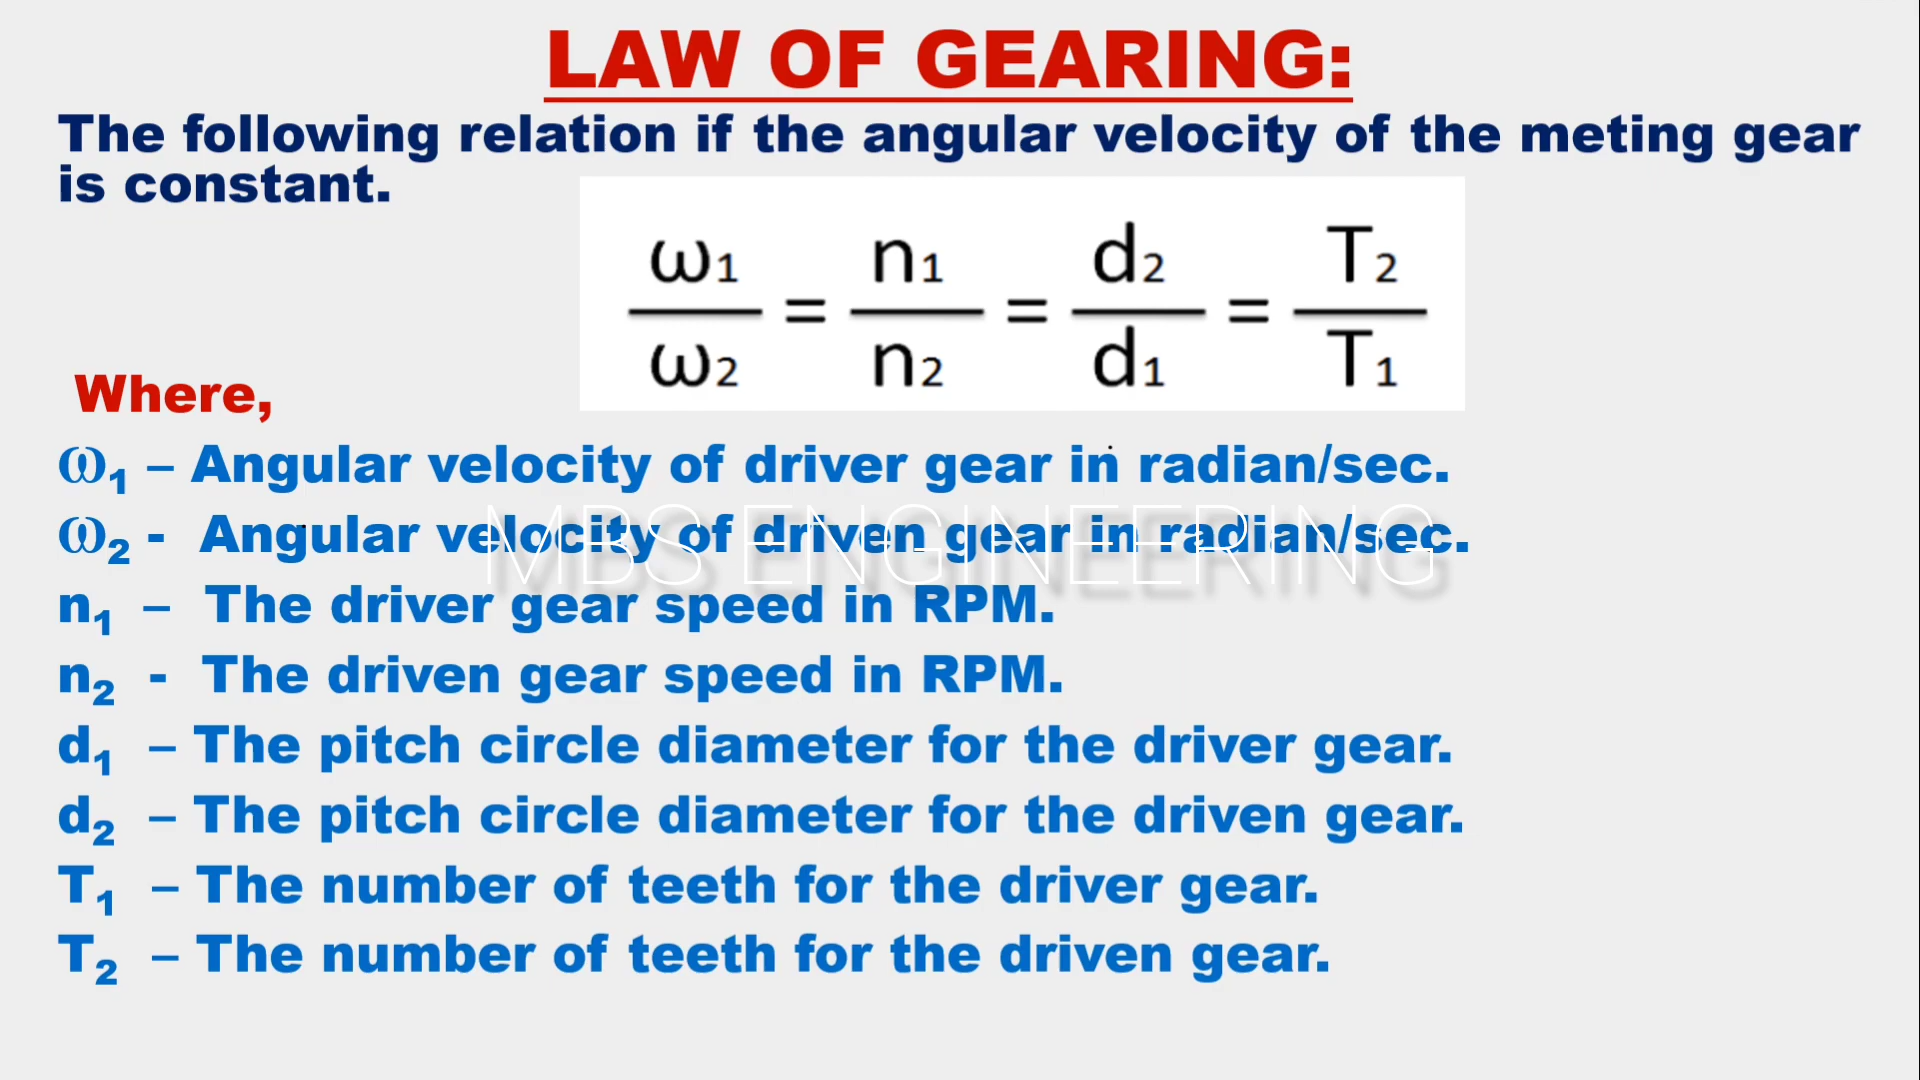 LAW OF GEARING:
The following relation if the angular velocity of the meting gear
is constant.
ω1/ω2 = n1/n2 = d2/d1 = T2/T1
Where,
ω1 – Angular velocity of driver gear in radian/sec.
ω2 - Angular velocity of driven gear in radian/sec.
MBS ENGINEERING
n1 – The driver gear speed in RPM.
n2 - The driven gear speed in RPM.
d1 – The pitch circle diameter for the driver gear.
d2 – The pitch circle diameter for the driven gear.
T1 – The number of teeth for the driver gear.
T2 – The number of teeth for the driven gear.